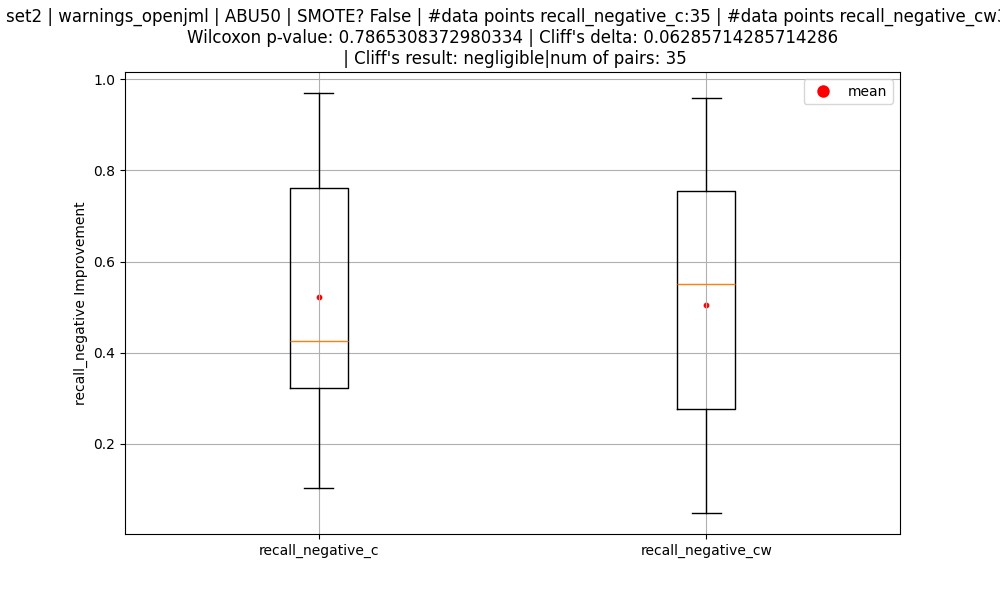 set2 | warnings_openjml | ABU50 | SMOTE? False | #data points recall_negative_c:35 | #data points recall_negative_cw
Wilcoxon p-value: 0.7865308372980334 | Cliff's delta: 0.06285714285714286
| Cliff's result: negligible|num of pairs: 35
mean
1.0
0.8
0.6
0.4
0.2
recall_negative Improvement
recall_negative_c
recall_negative_cw